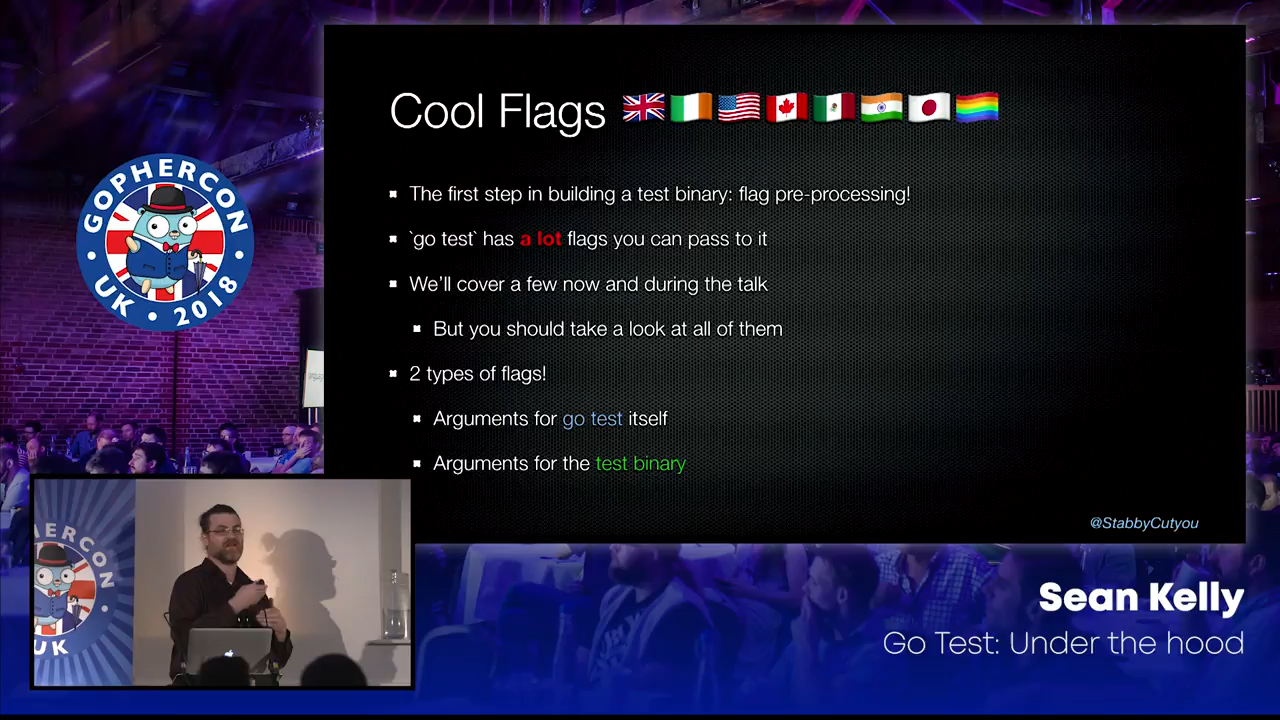 Cool Flags
The first step in building a test binary: flag pre-processing!
`go test` has a lot flags you can pass to it
We'll cover a few now and during the talk
But you should take a look at all of them
2 types of flags!
Arguments for go test itself
Arguments for the test binary
@StabbyCutyou
GOPHERCON
UK • 2018
PHERCON
UK
Sean Kelly
Go Test: Under the hood